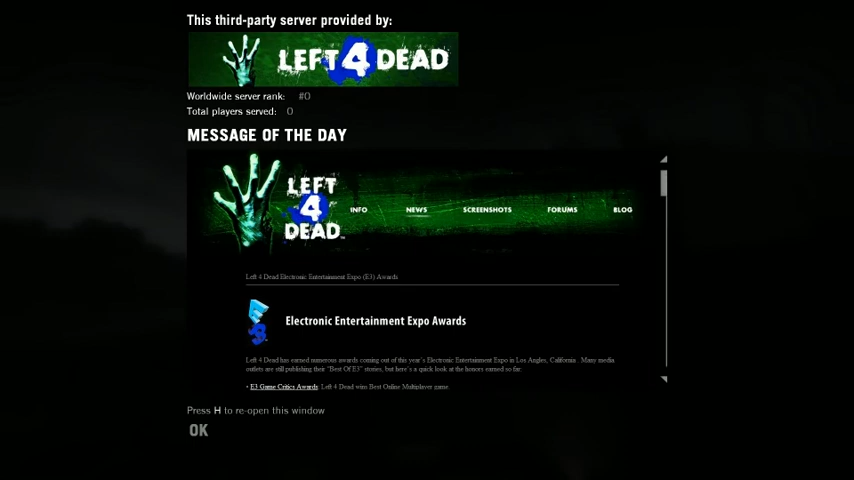 This third-party server provided by:
LEFT 4 DEAD
Worldwide server rank: #0
Total players served: 0
MESSAGE OF THE DAY
LEFT
4
DEAD™
INFO NEWS SCREENSHOTS FORUMS BLOG
Left 4 Dead Electronic Entertainment Expo (E3) Awards
E3
Electronic Entertainment Expo Awards
Left 4 Dead has earned numerous awards coming out of this year's Electronic Entertainment Expo in Los Angeles, California . Many media
outlets are still publishing their "Best Of E3" stories, but here's a quick look at the honors earned so far:
• E3 Game Critics Awards: Left 4 Dead wins Best Online Multiplayer game.
Press H to re-open this window
OK